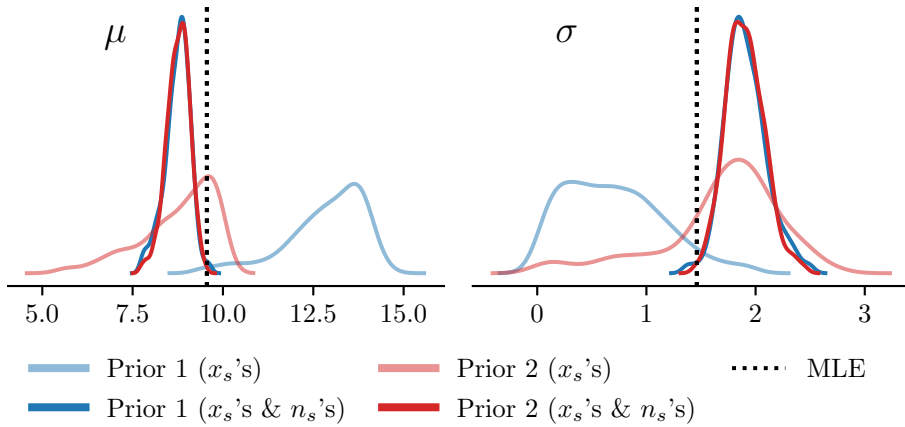 μ
σ
5.0 7.5 10.0 12.5 15.0
0 1 2 3
Prior 1 (xₛ's) Prior 2 (xₛ's) MLE
Prior 1 (xₛ's & nₛ's) Prior 2 (xₛ's & nₛ's)